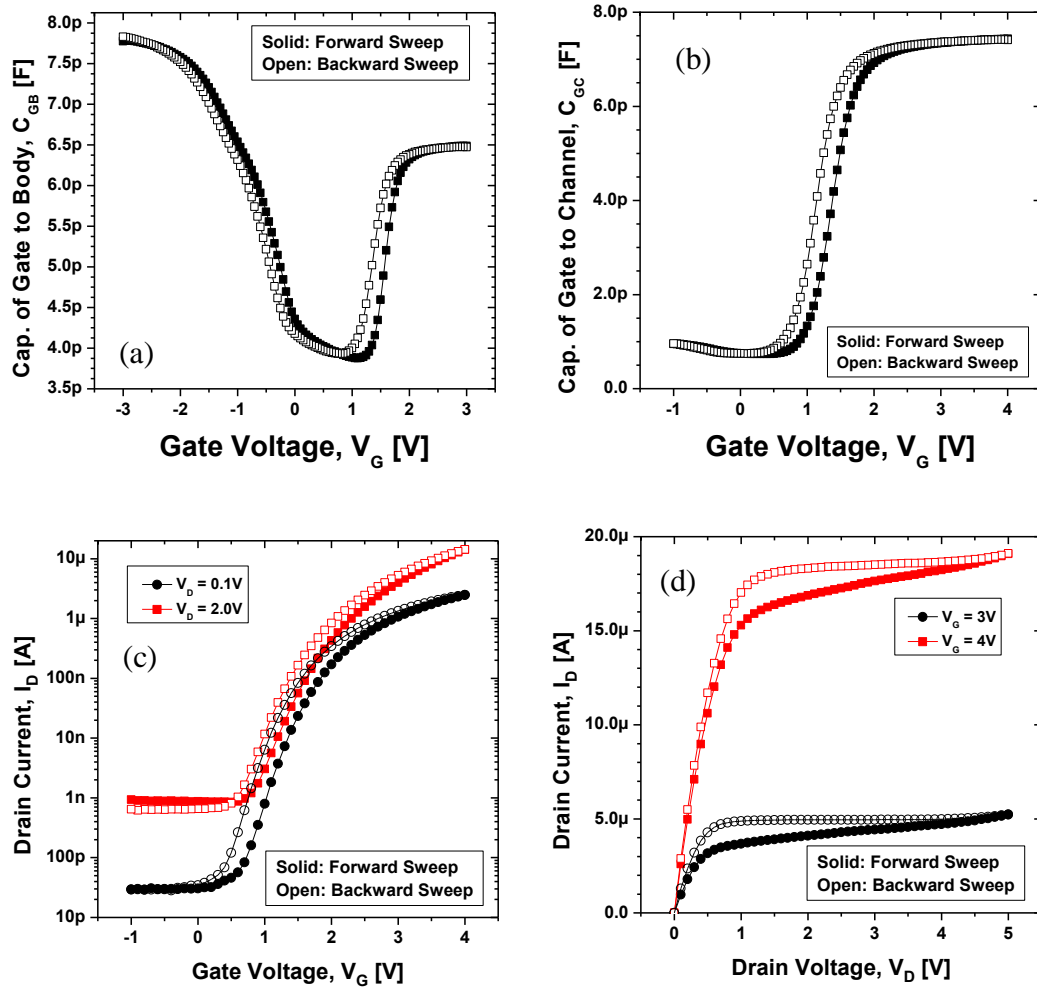 Cap. of Gate to Body, C_GB [F]
8.0p
7.5p
7.0p
6.5p
6.0p
5.5p
5.0p
4.5p
4.0p
3.5p
Solid: Forward Sweep
Open: Backward Sweep
(a)
-3 -2 -1 0 1 2 3
Gate Voltage, V_G [V]
Cap. of Gate to Channel, C_GC [F]
8.0p
6.0p
4.0p
2.0p
0.0
(b)
Solid: Forward Sweep
Open: Backward Sweep
-1 0 1 2 3 4
Gate Voltage, V_G [V]
Drain Current, I_D [A]
10µ
1µ
100n
10n
1n
100p
10p
V_D = 0.1V
V_D = 2.0V
(c)
Solid: Forward Sweep
Open: Backward Sweep
-1 0 1 2 3 4
Gate Voltage, V_G [V]
Drain Current, I_D [A]
20.0µ
15.0µ
10.0µ
5.0µ
0.0
(d)
V_G = 3V
V_G = 4V
Solid: Forward Sweep
Open: Backward Sweep
0 1 2 3 4 5
Drain Voltage, V_D [V]